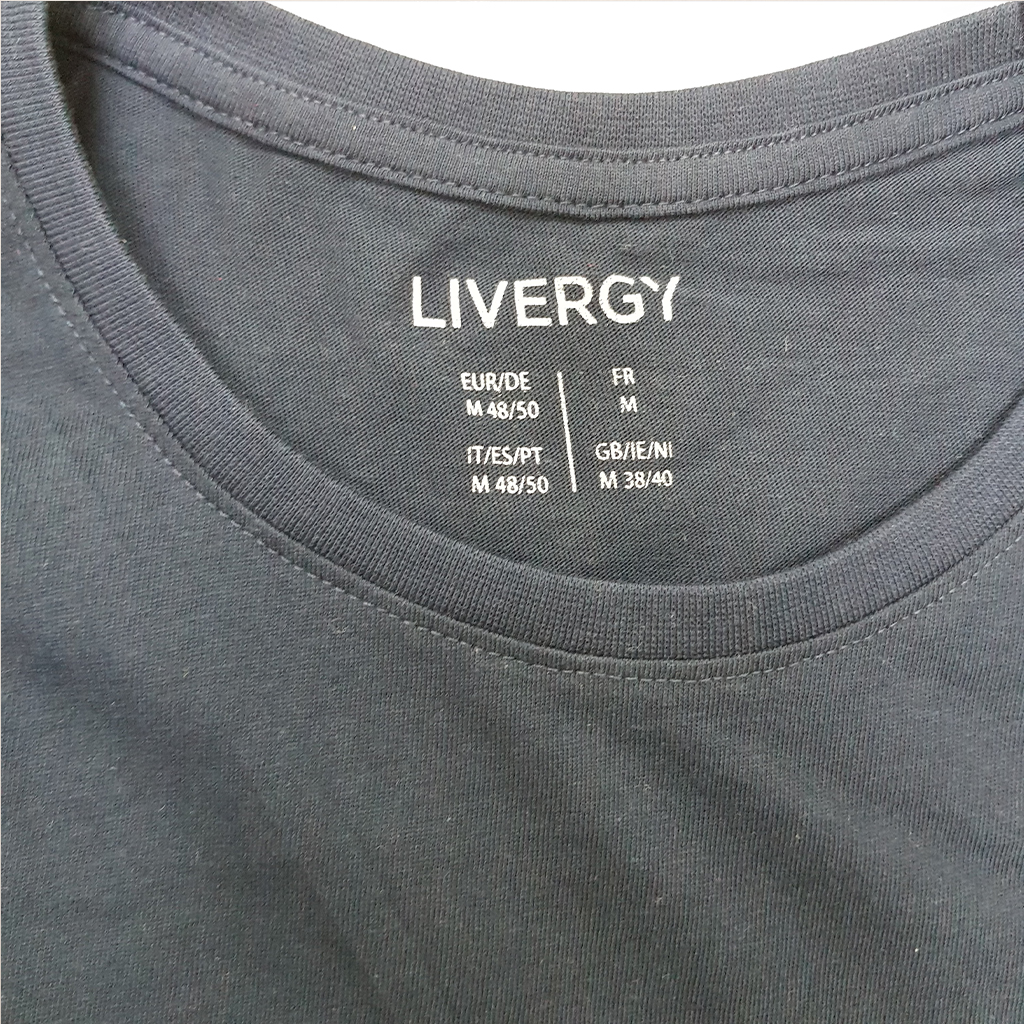 LIVERGY
EUR/DE
M 48/50
FR
M
IT/ES/PT
M 48/50
GB/IE/NI
M 38/40